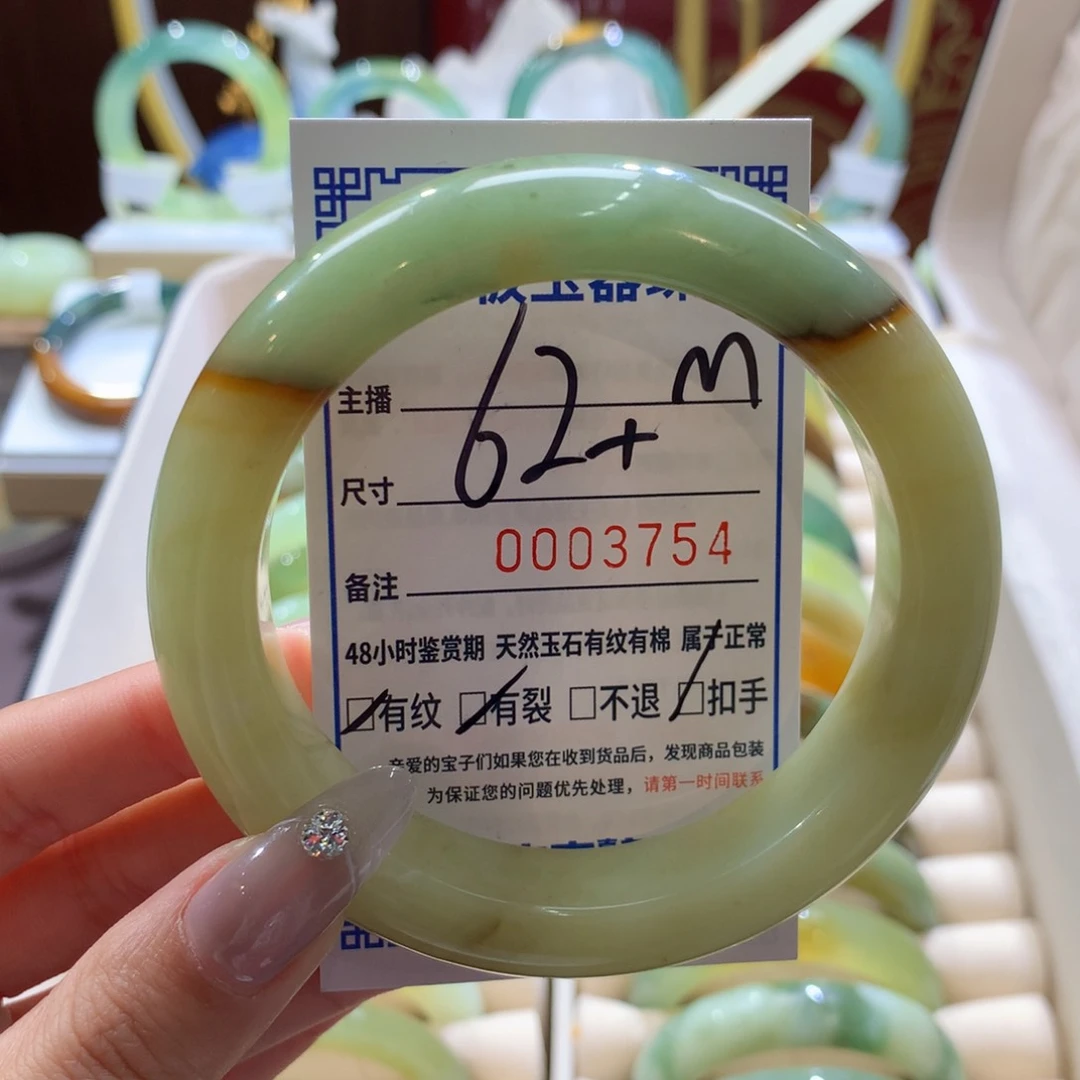 玉器
M
主播
62+
尺寸
0003754
备注
48小时鉴赏期 天然玉石有纹有棉 属于正常
□有纹 □有裂 □不退 □扣手
亲爱的宝子们如果您在收到货品后，发现商品包装
为保证您的问题优先处理，请第一时间联系